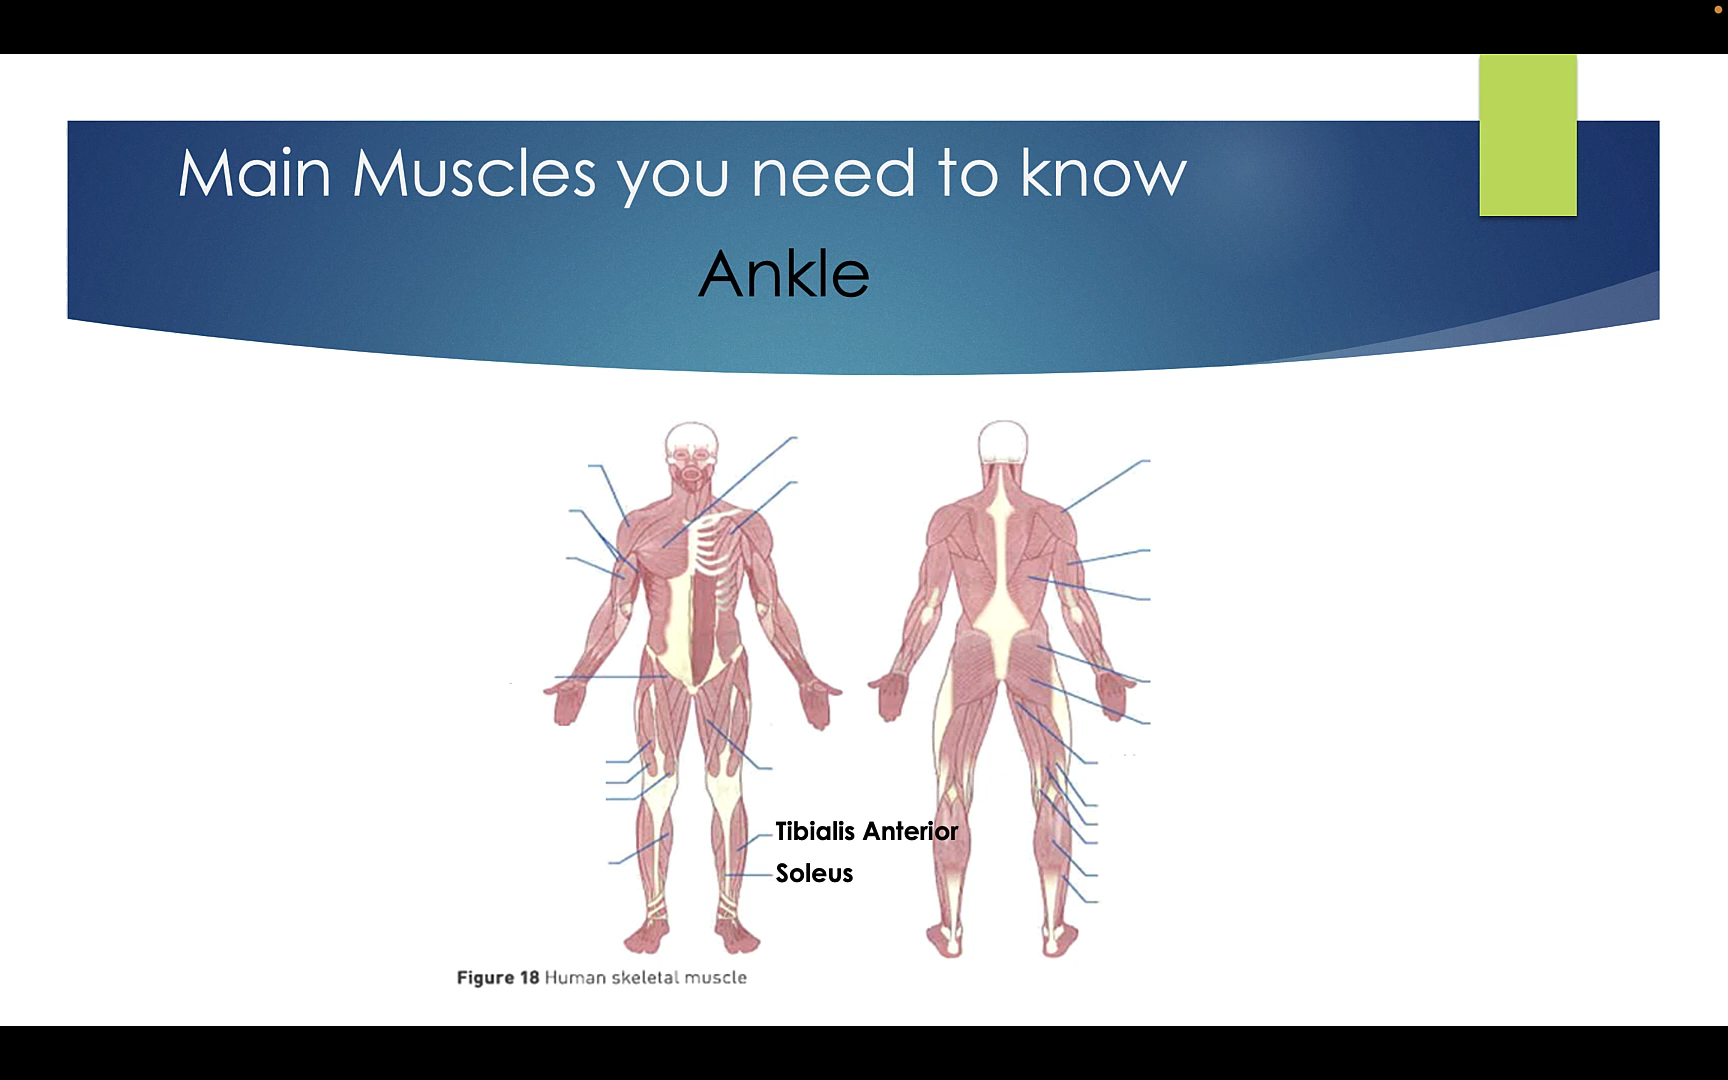 Main Muscles you need to know
Ankle
Tibialis Anterior
Soleus
Figure 18 Human skeletal muscle